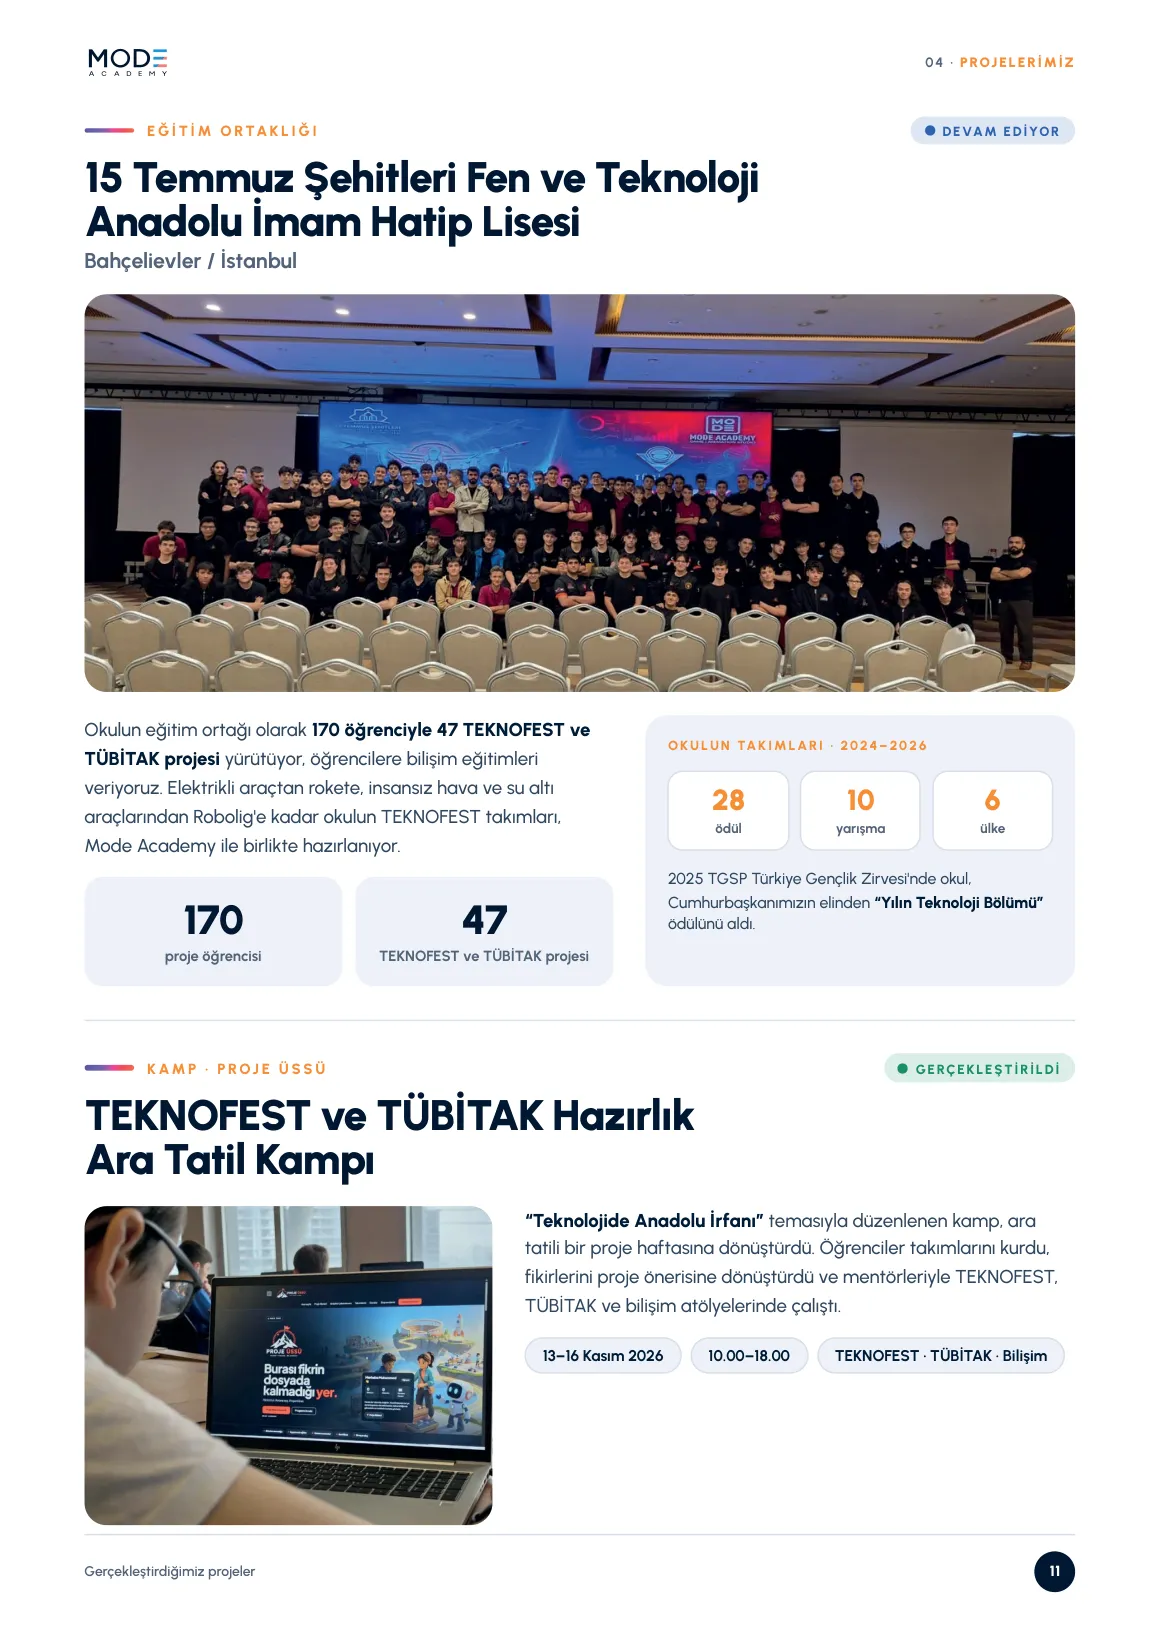 MODE
ACADEMY
04 · PROJELERİMİZ
EĞİTİM ORTAKLIĞI
DEVAM EDİYOR
15 Temmuz Şehitleri Fen ve Teknoloji
Anadolu İmam Hatip Lisesi
Bahçelievler / İstanbul
MODE
MODE ACADEMY
Okulun eğitim ortağı olarak 170 öğrenciyle 47 TEKNOFEST ve
TÜBİTAK projesi yürütüyor, öğrencilere bilişim eğitimleri
veriyoruz. Elektrikli araçtan rokete, insansız hava ve su altı
araçlarından Robolig'e kadar okulun TEKNOFEST takımları,
Mode Academy ile birlikte hazırlanıyor.
170
proje öğrencisi
47
TEKNOFEST ve TÜBİTAK projesi
OKULUN TAKIMLARI · 2024–2026
28
ödül
10
yarışma
6
ülke
2025 TGSP Türkiye Gençlik Zirvesi'nde okul,
Cumhurbaşkanımızın elinden “Yılın Teknoloji Bölümü”
ödülünü aldı.
KAMP · PROJE ÜSSÜ
GERÇEKLEŞTİRİLDİ
TEKNOFEST ve TÜBİTAK Hazırlık
Ara Tatil Kampı
PROJE ÜSSÜ
Burası fikrin
dosyada
kalmadığı yer.
“Teknolojide Anadolu İrfanı” temasıyla düzenlenen kamp, ara
tatili bir proje haftasına dönüştürdü. Öğrenciler takımlarını kurdu,
fikirlerini proje önerisine dönüştürdü ve mentörleriyle TEKNOFEST,
TÜBİTAK ve bilişim atölyelerinde çalıştı.
13–16 Kasım 2026
10.00–18.00
TEKNOFEST · TÜBİTAK · Bilişim
Gerçekleştirdiğimiz projeler
11